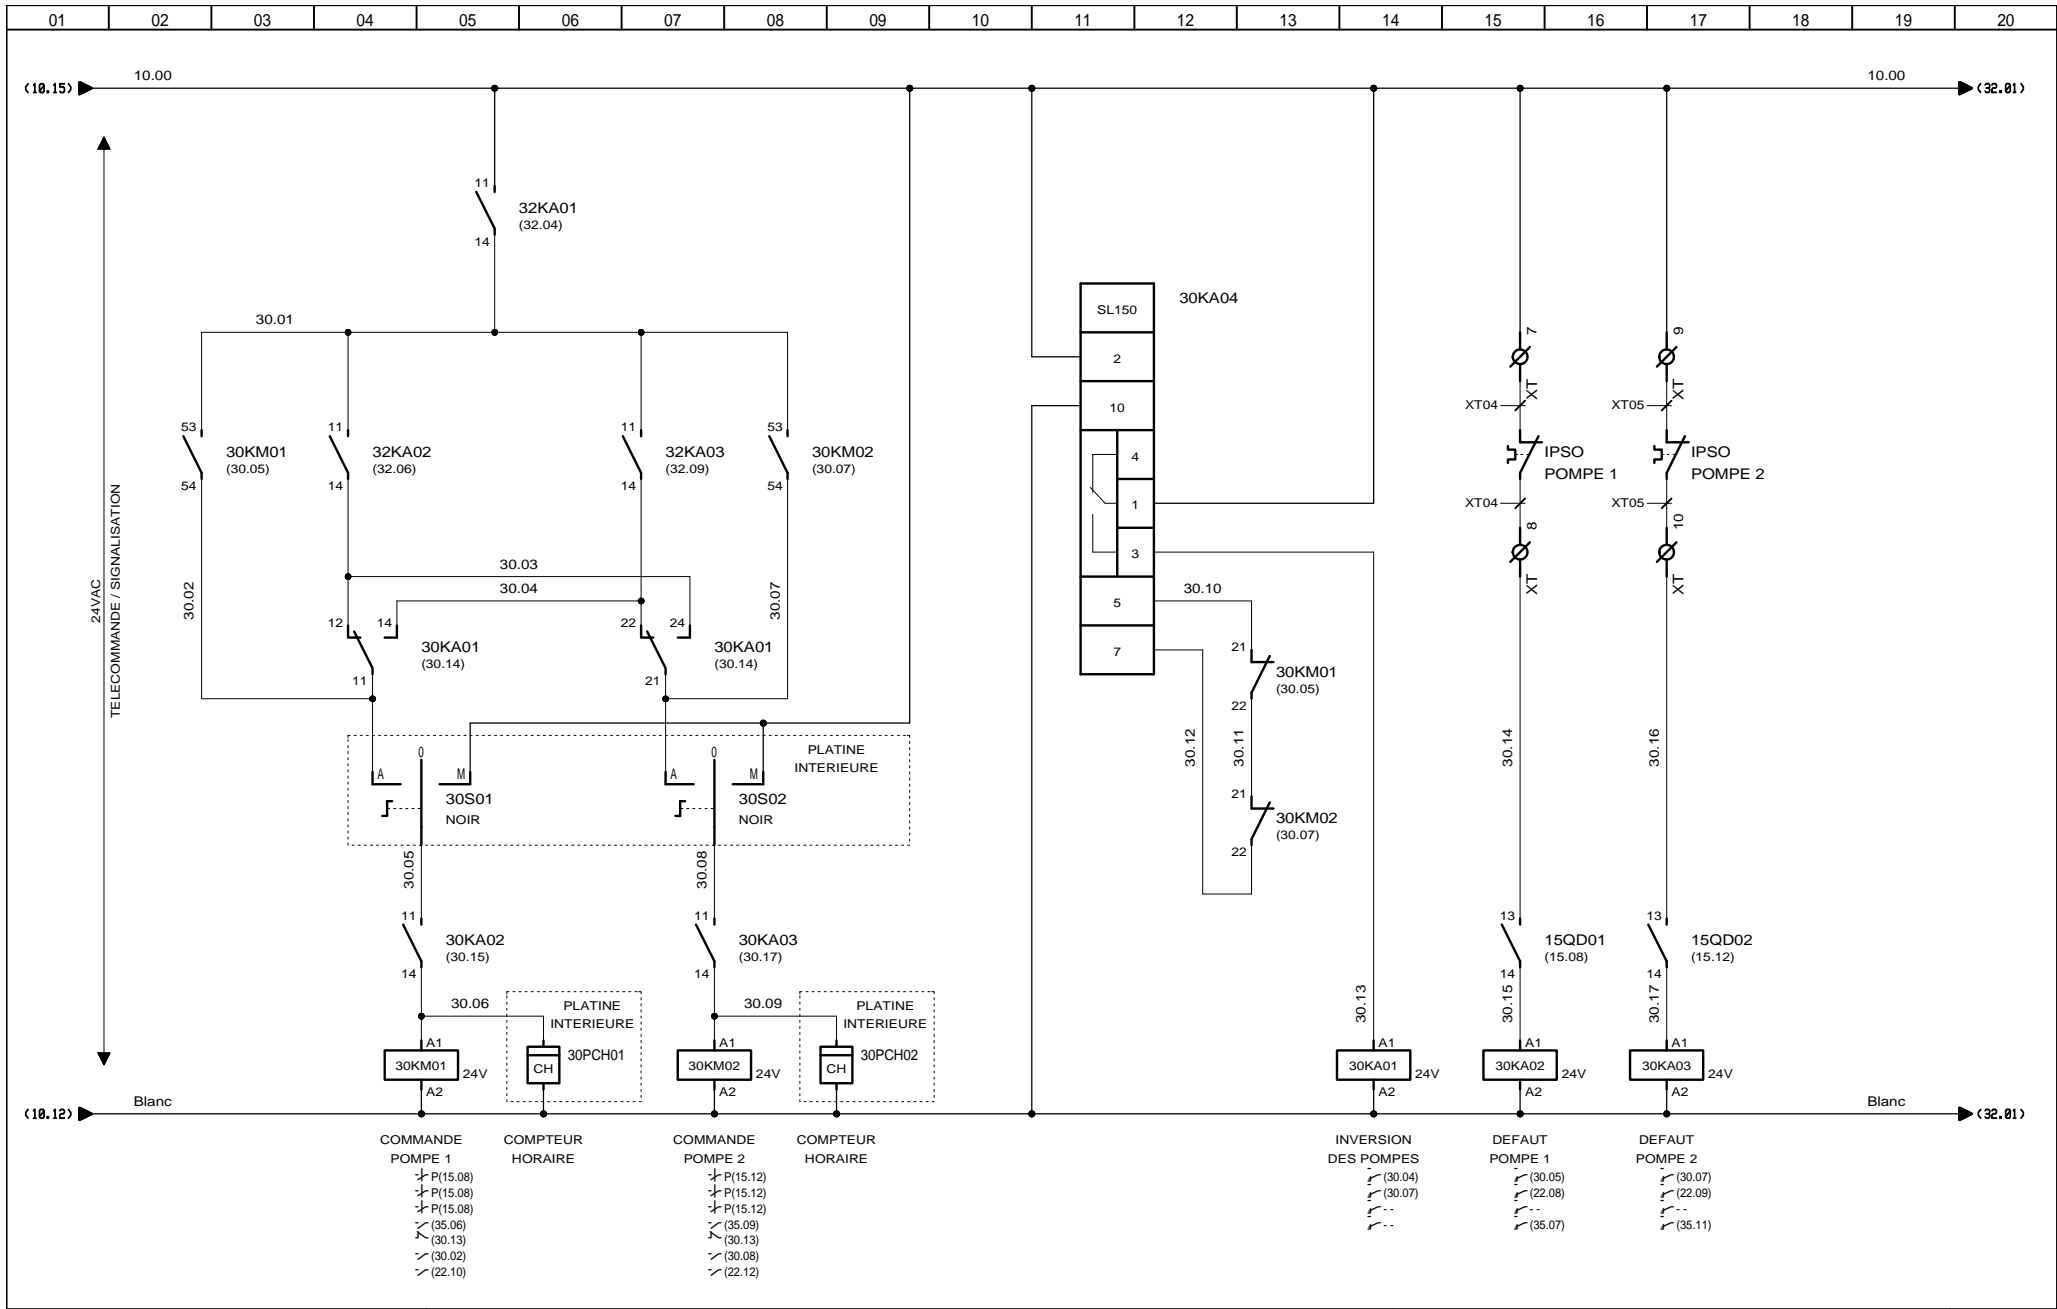 01 02 03 04 05 06 07 08 09 10 11 12 13 14 15 16 17 18 19 20
10.00 10.00
(10.15) (32.01)
11
32KA01
(32.04)
14
SL150 30KA04
30.01
2
10
4
1
3
5
7
53 11 11 53
30KM01 32KA02 32KA03 30KM02
(30.05) (32.06) (32.09) (30.07)
54 14 14 54
7 9
XT XT
XT04 XT05
IPSO IPSO
POMPE 1 POMPE 2
XT04 XT05
8 10
XT XT
24VAC
TELECOMMANDE / SIGNALISATION
30.03
30.04
30.02 30.07
12 14 22 24
30KA01 30KA01
(30.14) (30.14)
11 21
30.10
21
30KM01
(30.05)
22
30.12 30.11 30.14 30.16
21
30KM02
(30.07)
22
PLATINE
INTERIEURE
A 0 M A 0 M
30S01 30S02
NOIR NOIR
30.05 30.08
11 11 13 13
30KA02 30KA03 15QD01 15QD02
(30.15) (30.17) (15.08) (15.12)
14 14 14 14
30.06 30.09 30.13 30.15 30.17
PLATINE PLATINE
INTERIEURE INTERIEURE
A1 A1 A1 A1 A1
30PCH01 30PCH02
30KM01 24V CH 30KM02 24V CH 30KA01 24V 30KA02 24V 30KA03 24V
A2 A2 A2 A2 A2
Blanc Blanc
(10.12) (32.01)
COMMANDE COMPTEUR COMMANDE COMPTEUR INVERSION DEFAUT DEFAUT
POMPE 1 HORAIRE POMPE 2 HORAIRE DES POMPES POMPE 1 POMPE 2
P(15.08) P(15.12) (30.04) (30.05) (30.07)
P(15.08) P(15.12) (30.07) (22.08) (22.09)
P(15.08) P(15.12) - - - - - -
(35.06) (35.09) - - (35.07) (35.11)
(30.13) (30.13)
(30.02) (30.08)
(22.10) (22.12)